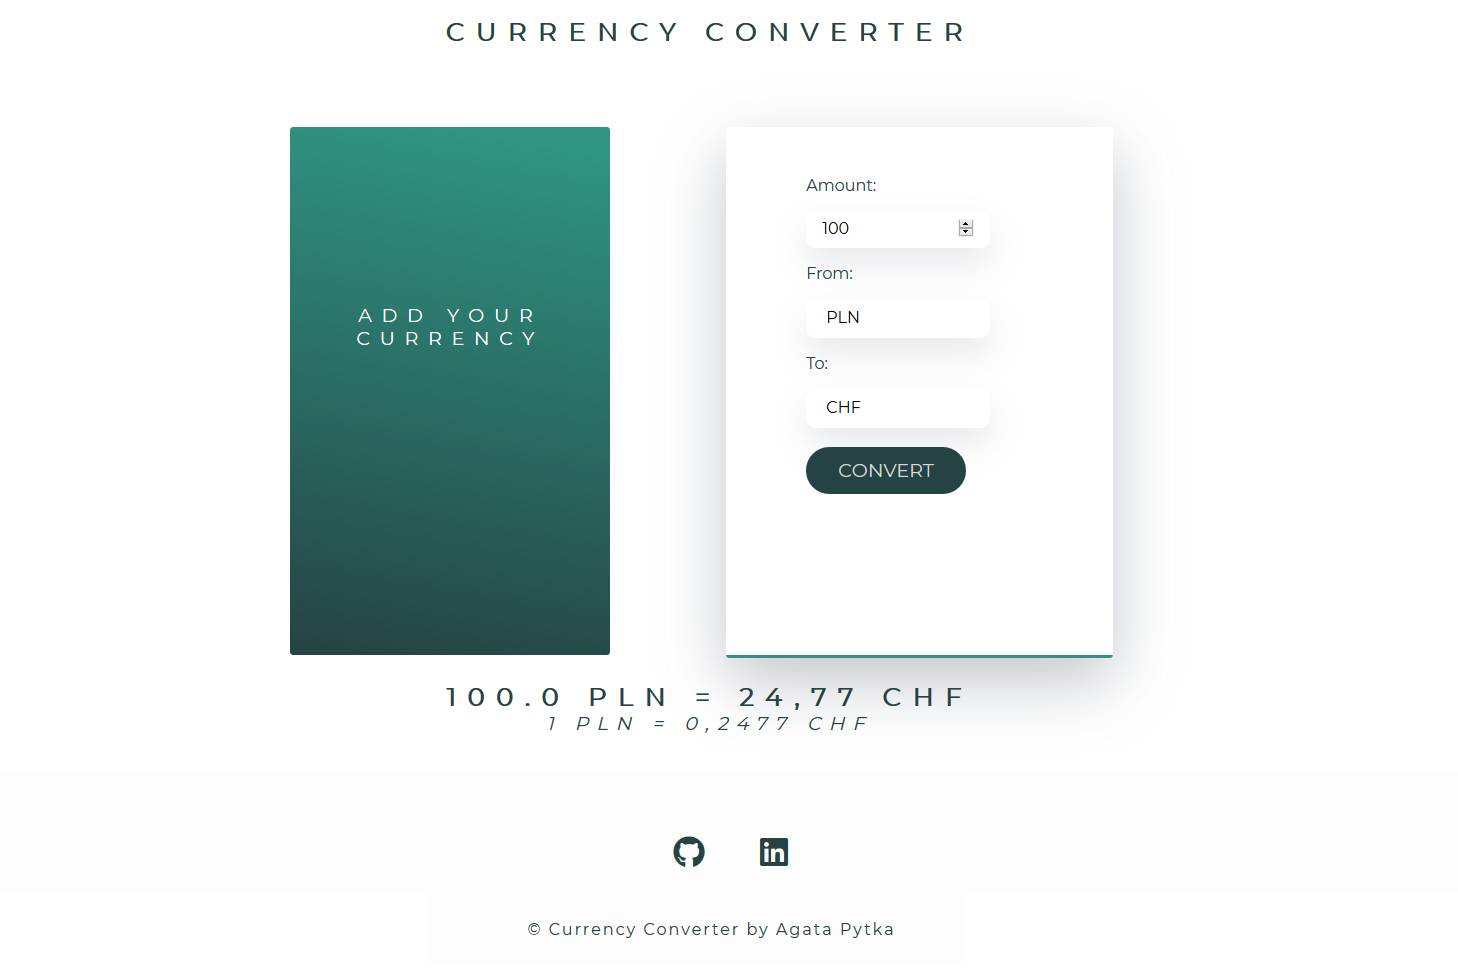 CURRENCY CONVERTER
ADD YOUR
CURRENCY
Amount:
100
From:
PLN
To:
CHF
CONVERT
100.0 PLN = 24,77 CHF
1 PLN = 0,2477 CHF
© Currency Converter by Agata Pytka